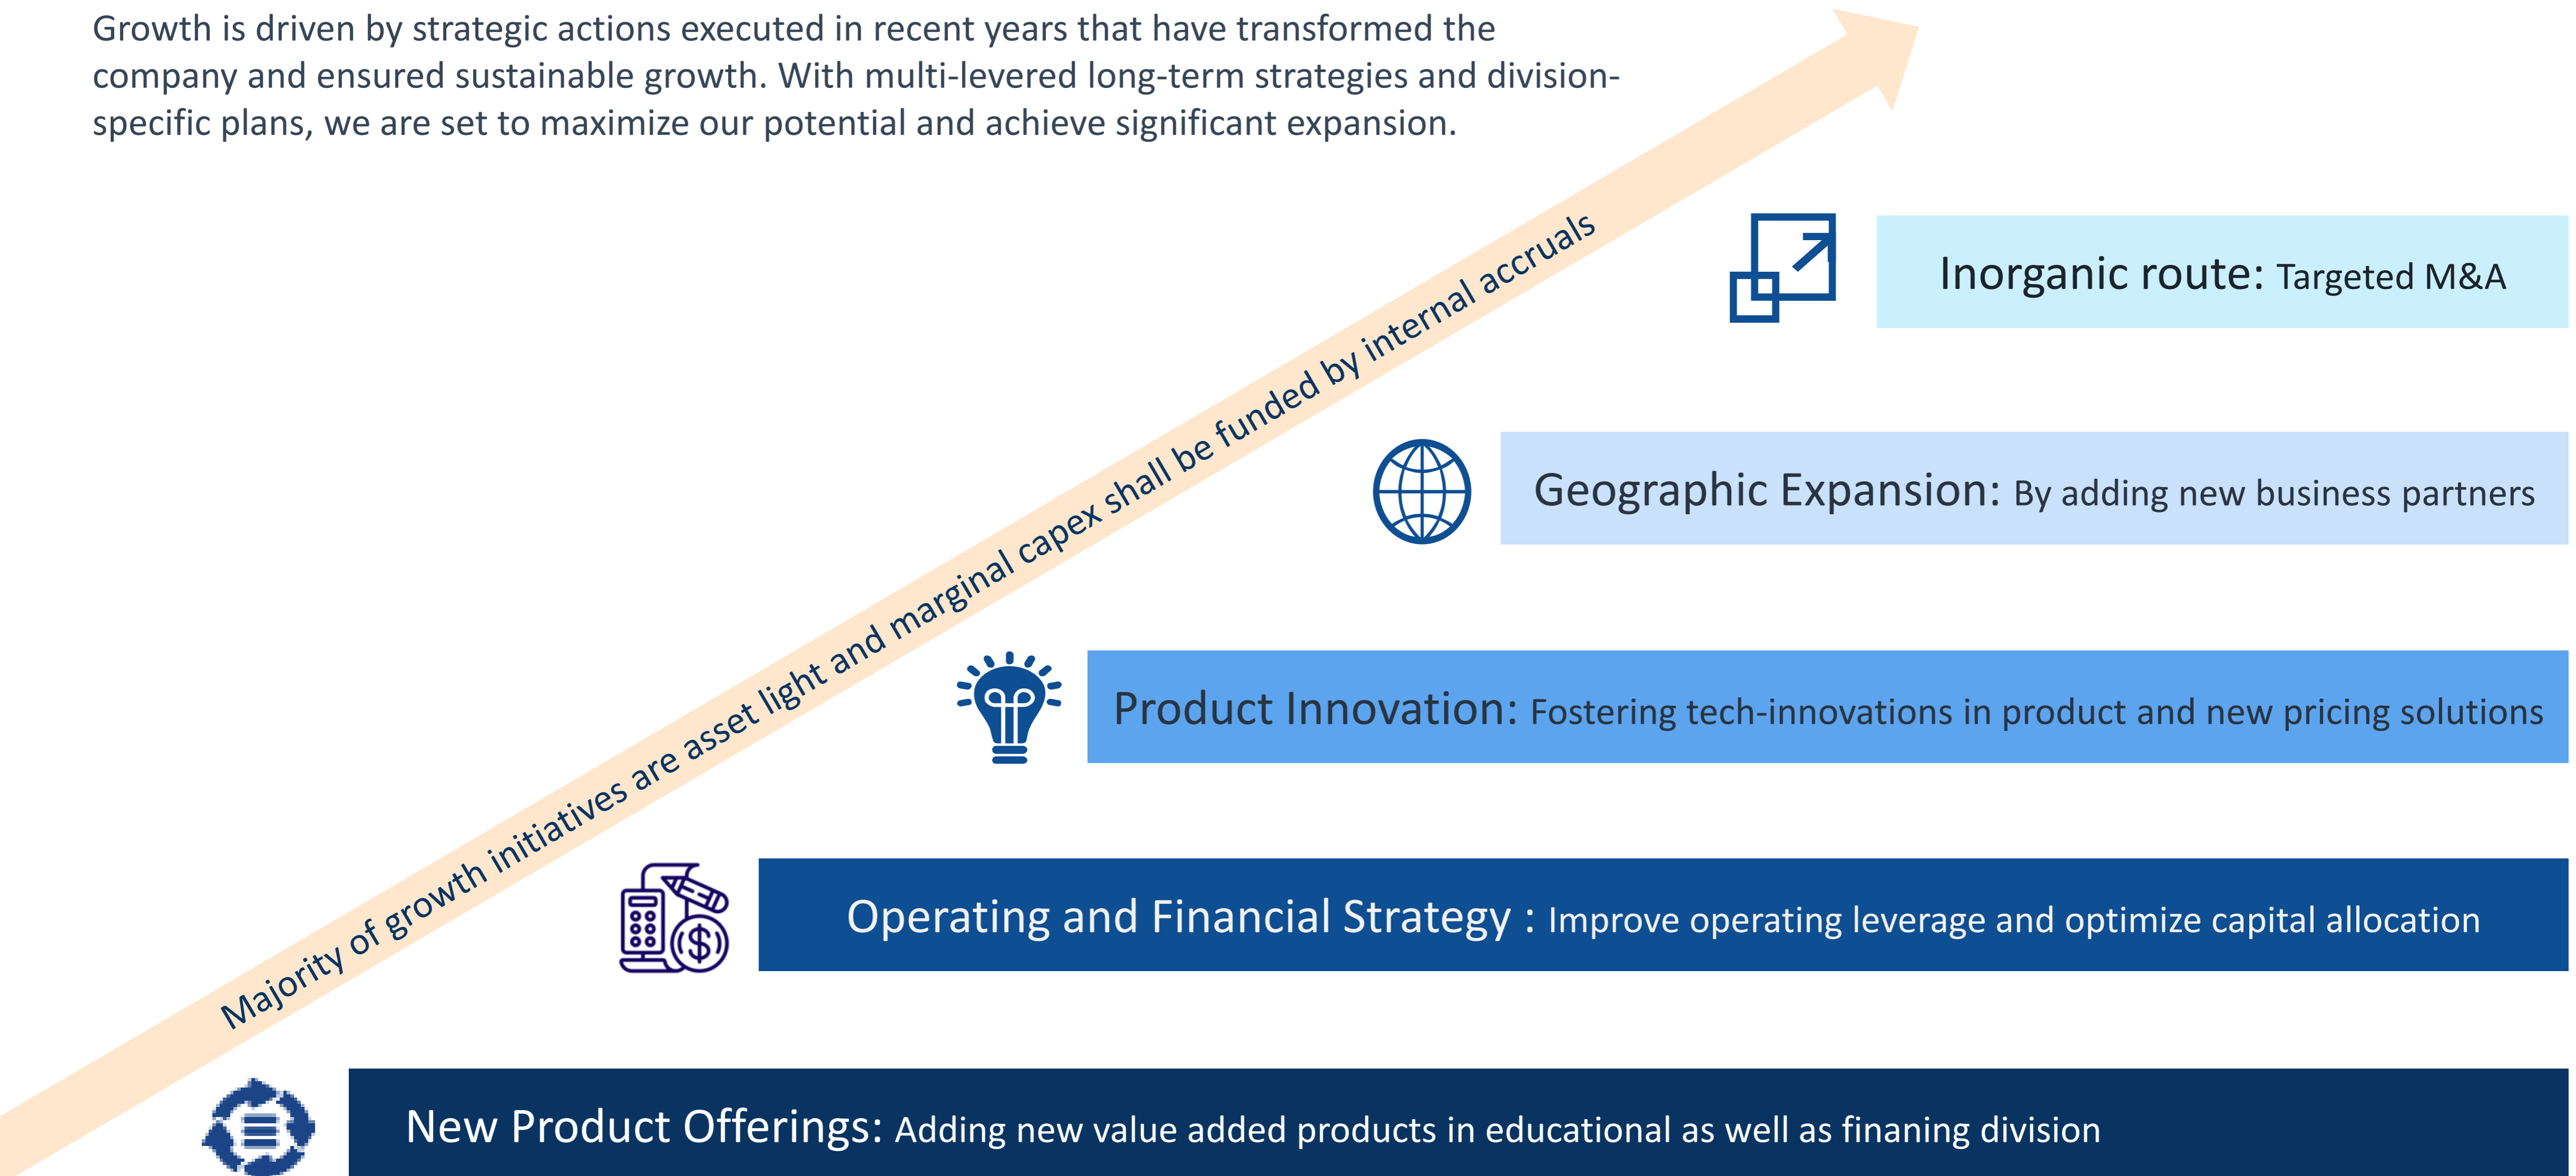 Growth is driven by strategic actions executed in recent years that have transformed the
company and ensured sustainable growth. With multi-levered long-term strategies and division-
specific plans, we are set to maximize our potential and achieve significant expansion.
Majority of growth initiatives are asset light and marginal capex shall be funded by internal accruals
Inorganic route: Targeted M&A
Geographic Expansion: By adding new business partners
Product Innovation: Fostering tech-innovations in product and new pricing solutions
Operating and Financial Strategy : Improve operating leverage and optimize capital allocation
New Product Offerings: Adding new value added products in educational as well as finaning division